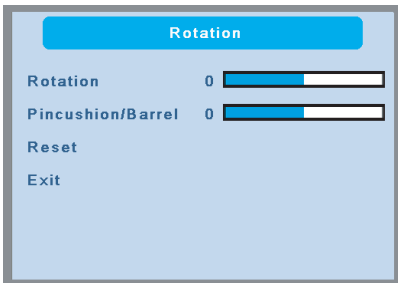 Rotation
Rotation 0
Pincushion/Barrel 0
Reset
Exit